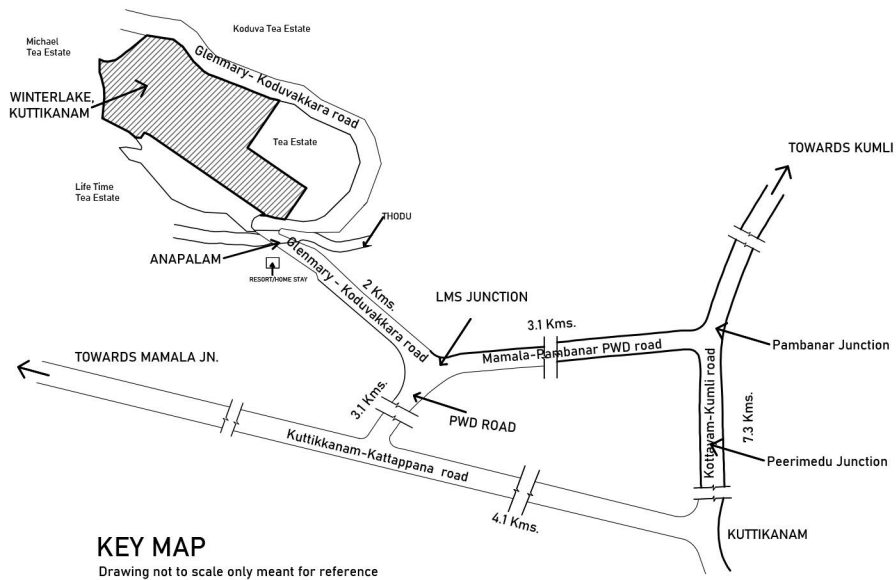 Koduva Tea Estate
Michael
Tea Estate
Glenmary- Koduvakkara road
WINTERLAKE,
KUTTIKANAM
Tea Estate
TOWARDS KUMLI
Life Time
Tea Estate
THODU
ANAPALAM
Glenmary - Koduvakkara road
RESORT/HOME STAY
2 Kms.
LMS JUNCTION
3.1 Kms.
Mamala-Pambanar PWD road
Pambanar Junction
TOWARDS MAMALA JN.
3.1 Kms.
PWD ROAD
Kottayam-Kumli road
7.3 Kms.
Kuttikkanam-Kattappana road
Peerimedu Junction
4.1 Kms.
KUTTIKANAM
KEY MAP
Drawing not to scale only meant for reference